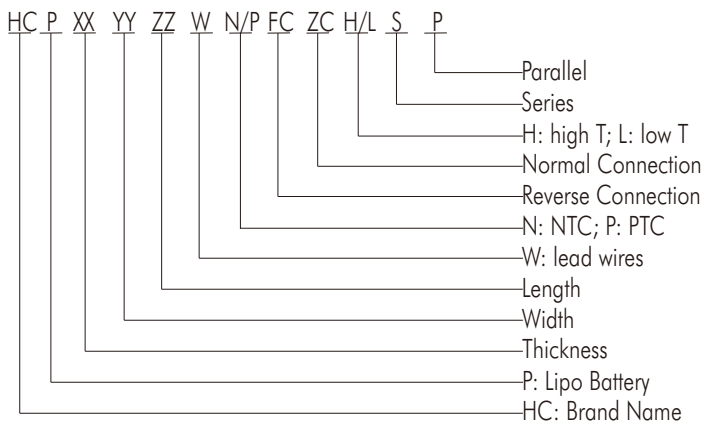 HC P XX YY ZZ W N/P FC ZC H/L S P
Parallel
Series
H: high T; L: low T
Normal Connection
Reverse Connection
N: NTC; P: PTC
W: lead wires
Length
Width
Thickness
P: Lipo Battery
HC: Brand Name